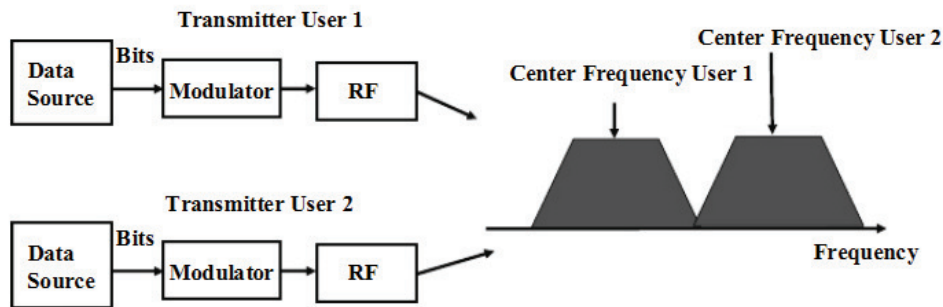 Transmitter User 1
Data
Source
Bits
Modulator
RF
Center Frequency User 2
Center Frequency User 1
Transmitter User 2
Data
Source
Bits
Modulator
RF
Frequency